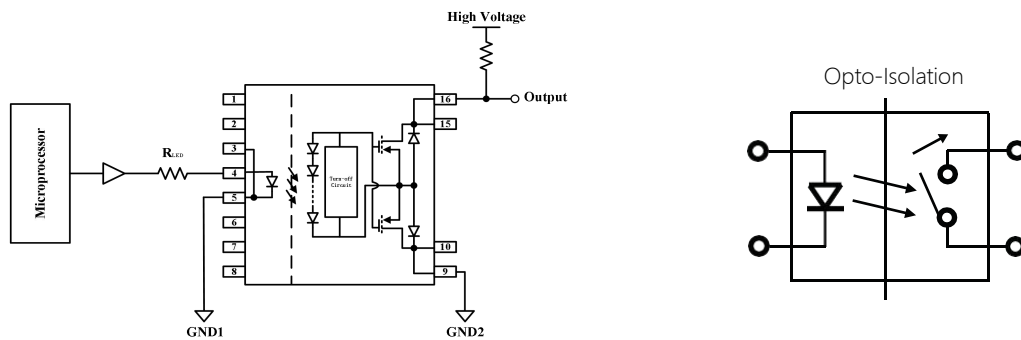 High Voltage
Output
Microprocessor
RLED
1
2
3
4
5
6
7
8
16
15
10
9
Turn-off
Circuit
GND1
GND2
Opto-Isolation